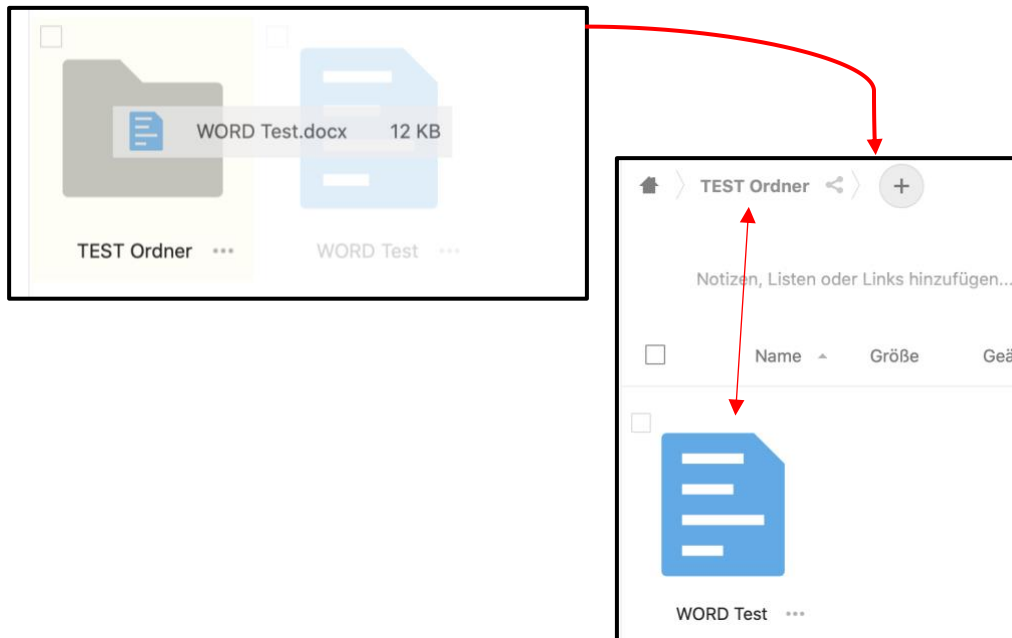 WORD Test.docx 12 KB
TEST Ordner
WORD Test
TEST Ordner
Notizen, Listen oder Links hinzufügen...
Name Größe Geä
WORD Test